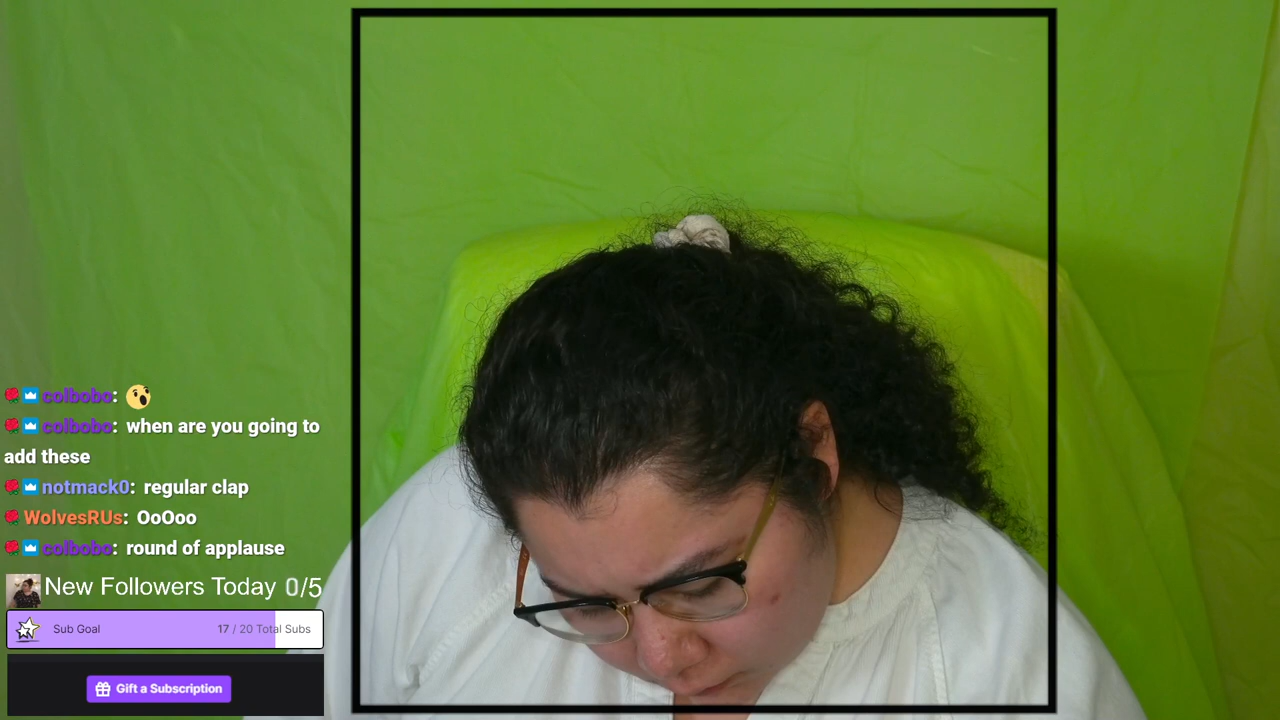 colbobo:
colbobo: when are you going to
add these
notmack0: regular clap
WolvesRUs: OoOoo
colbobo: round of applause
New Followers Today 0/5
Sub Goal 17 / 20 Total Subs
Gift a Subscription